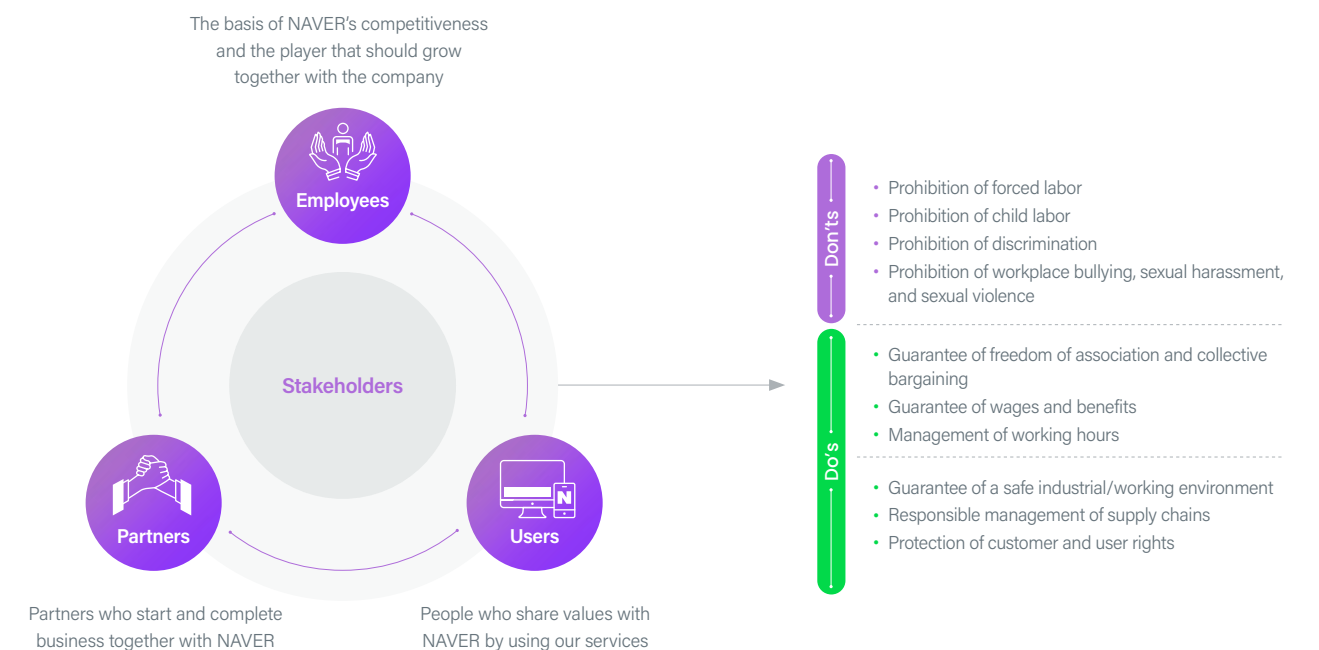 The basis of NAVER's competitiveness
and the player that should grow
together with the company
Employees
Stakeholders
Partners
Users
N
Partners who start and complete
business together with NAVER
People who share values with
NAVER by using our services
Don'ts
• Prohibition of forced labor
• Prohibition of child labor
• Prohibition of discrimination
• Prohibition of workplace bullying, sexual harassment,
and sexual violence
Do's
• Guarantee of freedom of association and collective
bargaining
• Guarantee of wages and benefits
• Management of working hours
• Guarantee of a safe industrial/working environment
• Responsible management of supply chains
• Protection of customer and user rights